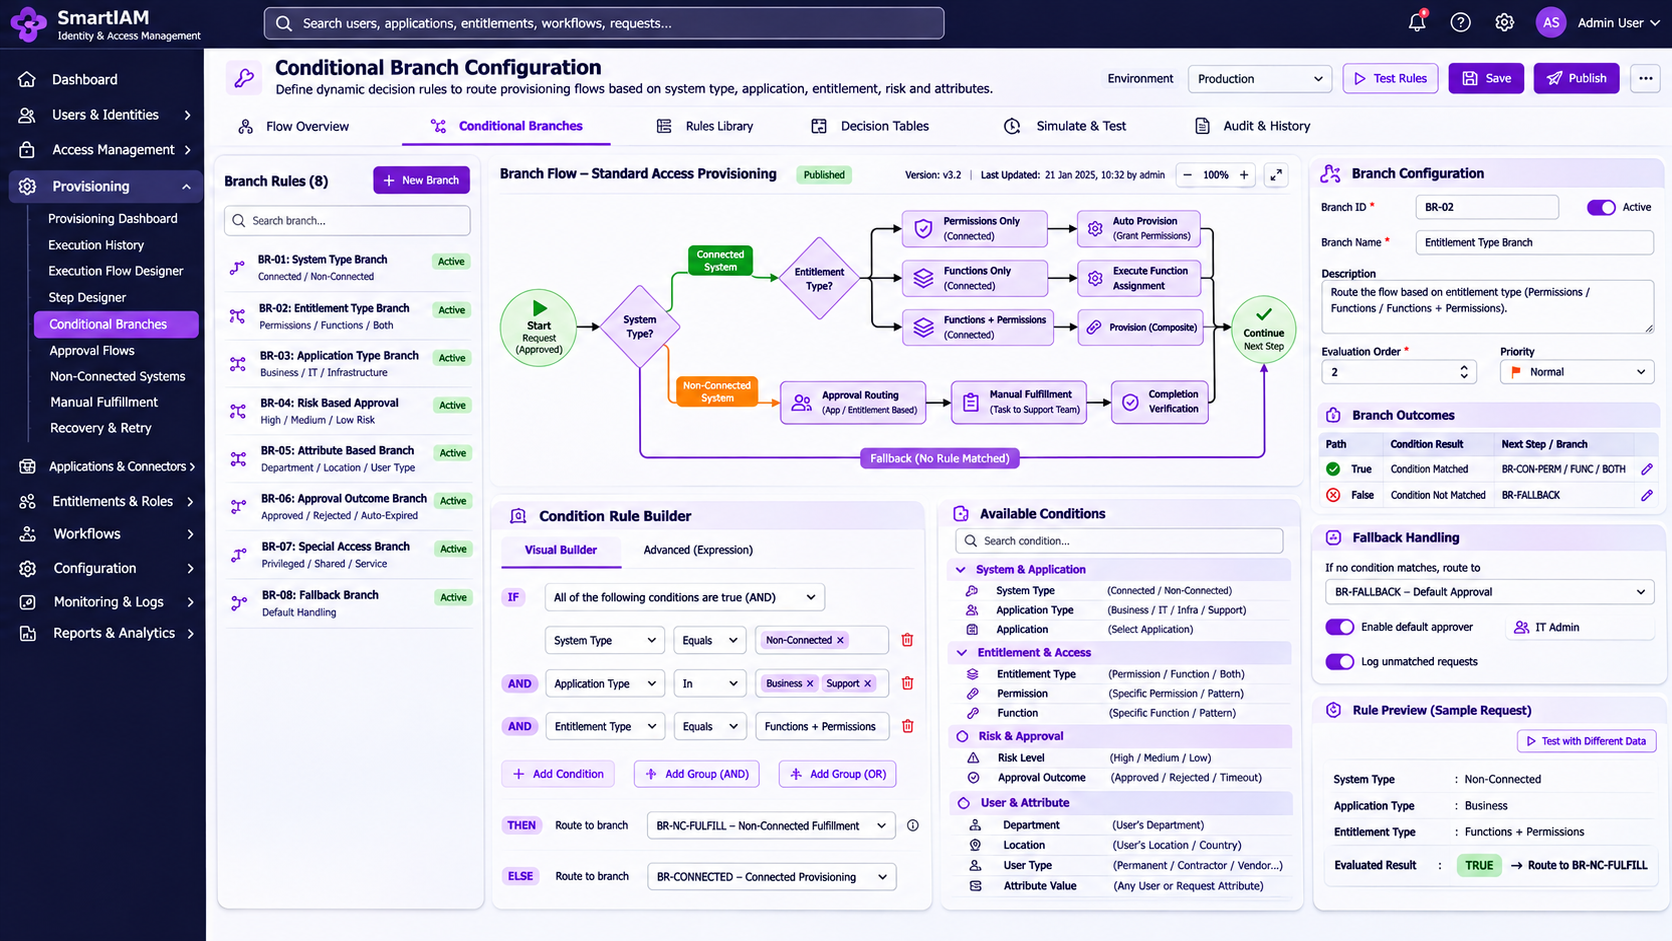 SmartIAM
Identity & Access Management
Search users, applications, entitlements, workflows, requests...
AS
Admin User
Dashboard
Users & Identities
Access Management
Provisioning
Provisioning Dashboard
Execution History
Execution Flow Designer
Step Designer
Conditional Branches
Approval Flows
Non-Connected Systems
Manual Fulfillment
Recovery & Retry
Applications & Connectors
Entitlements & Roles
Workflows
Configuration
Monitoring & Logs
Reports & Analytics
Conditional Branch Configuration
Define dynamic decision rules to route provisioning flows based on system type, application, entitlement, risk and attributes.
Environment
Production
Test Rules
Save
Publish
Flow Overview
Conditional Branches
Rules Library
Decision Tables
Simulate & Test
Audit & History
Branch Rules (8)
+ New Branch
Search branch...
BR-01: System Type Branch
Connected / Non-Connected
Active
BR-02: Entitlement Type Branch
Permissions / Functions / Both
Active
BR-03: Application Type Branch
Business / IT / Infrastructure
Active
BR-04: Risk Based Approval
High / Medium / Low Risk
Active
BR-05: Attribute Based Branch
Department / Location / User Type
Active
BR-06: Approval Outcome Branch
Approved / Rejected / Auto-Expired
Active
BR-07: Special Access Branch
Privileged / Shared / Service
Active
BR-08: Fallback Branch
Default Handling
Active
Branch Flow – Standard Access Provisioning
Published
Version: v3.2 | Last Updated: 21 Jan 2025, 10:32 by admin
− 100% +
Start
Request
(Approved)
System
Type?
Connected
System
Entitlement
Type?
Permissions Only
(Connected)
Auto Provision
(Grant Permissions)
Functions Only
(Connected)
Execute Function
Assignment
Functions + Permissions
(Connected)
Provision (Composite)
Continue
Next Step
Non-Connected
System
Approval Routing
(App / Entitlement Based)
Manual Fulfillment
(Task to Support Team)
Completion
Verification
Fallback (No Rule Matched)
Condition Rule Builder
Visual Builder
Advanced (Expression)
IF
All of the following conditions are true (AND)
System Type
Equals
Non-Connected ×
AND
Application Type
In
Business × Support ×
AND
Entitlement Type
Equals
Functions + Permissions
+ Add Condition
Add Group (AND)
Add Group (OR)
THEN
Route to branch
BR-NC-FULFILL – Non-Connected Fulfillment
ELSE
Route to branch
BR-CONNECTED – Connected Provisioning
Available Conditions
Search condition...
System & Application
System Type (Connected / Non-Connected)
Application Type (Business / IT / Infra / Support)
Application (Select Application)
Entitlement & Access
Entitlement Type (Permission / Function / Both)
Permission (Specific Permission / Pattern)
Function (Specific Function / Pattern)
Risk & Approval
Risk Level (High / Medium / Low)
Approval Outcome (Approved / Rejected / Timeout)
User & Attribute
Department (User's Department)
Location (User's Location / Country)
User Type (Permanent / Contractor / Vendor...)
Attribute Value (Any User or Request Attribute)
Branch Configuration
Branch ID *
BR-02
Active
Branch Name *
Entitlement Type Branch
Description
Route the flow based on entitlement type (Permissions /
Functions / Functions + Permissions).
Evaluation Order *
2
Priority
Normal
Branch Outcomes
Path Condition Result Next Step / Branch
True Condition Matched BR-CON-PERM / FUNC / BOTH
False Condition Not Matched BR-FALLBACK
Fallback Handling
If no condition matches, route to
BR-FALLBACK – Default Approval
Enable default approver
IT Admin
Log unmatched requests
Rule Preview (Sample Request)
Test with Different Data
System Type : Non-Connected
Application Type : Business
Entitlement Type : Functions + Permissions
Evaluated Result : TRUE → Route to BR-NC-FULFILL